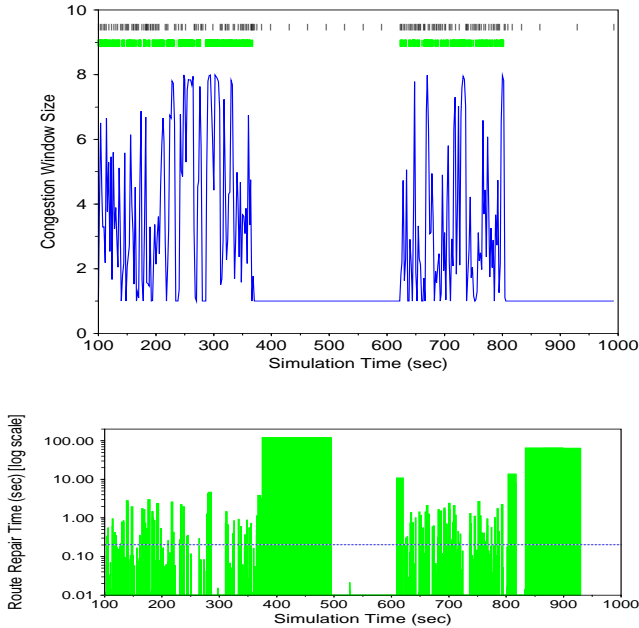 10
8
6
4
2
0
Congestion Window Size
100 200 300 400 500 600 700 800 900 1000
Simulation Time (sec)
100.00
10.00
1.00
0.10
0.01
Route Repair Time (sec) [log scale]
100 200 300 400 500 600 700 800 900 1000
Simulation Time (sec)